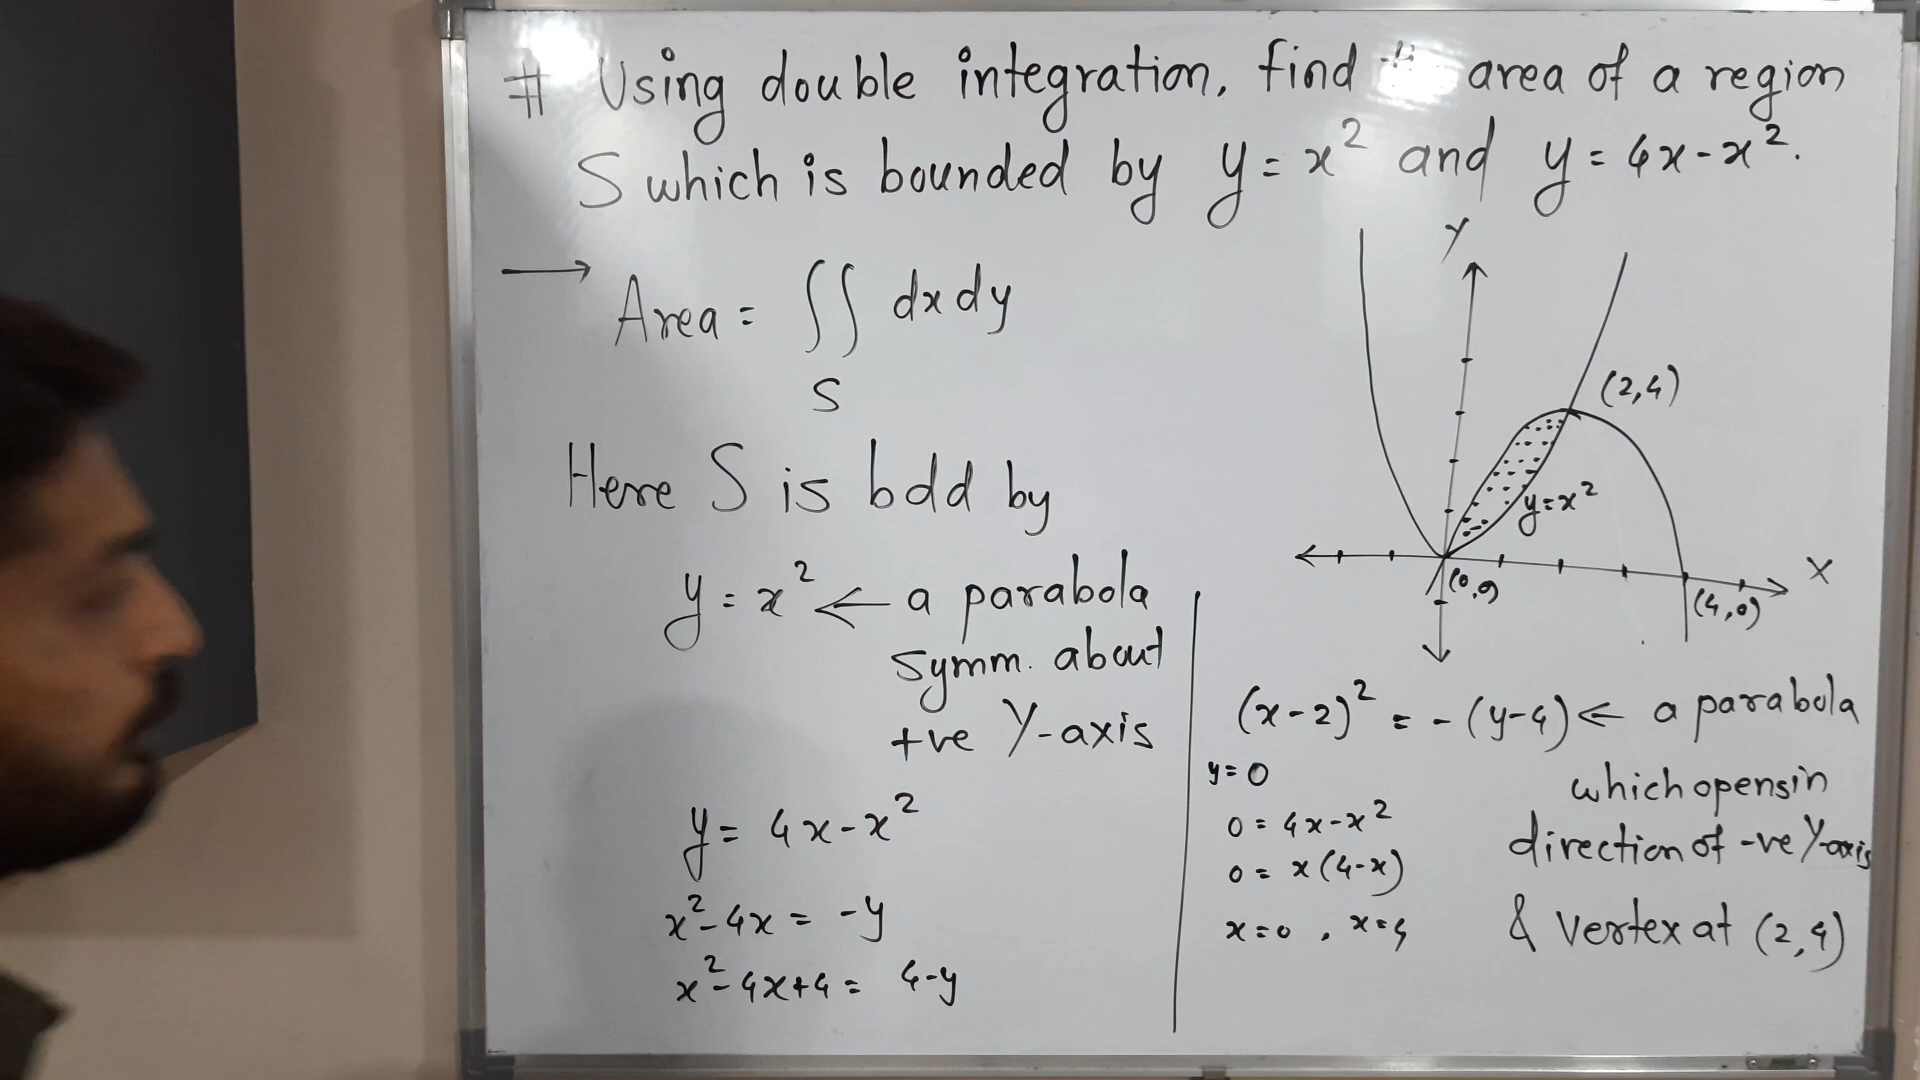 # Using double integration, find area of a region
S which is bounded by y = x² and y = 4x - x².
→ Area = ∬ dx dy
S
Here S is bdd by
y = x² ← a parabola
symm. about
+ve Y-axis
y = 4x - x²
x² - 4x = -y
x² - 4x + 4 = 4 - y
Y
(2,4)
y = x²
X
(0,0)
(4,0)
(x-2)² = -(y-4) ← a parabola
which opens in
direction of -ve Y-axis
& Vertex at (2,4)
y = 0
0 = 4x - x²
0 = x(4-x)
x = 0 , x = 4